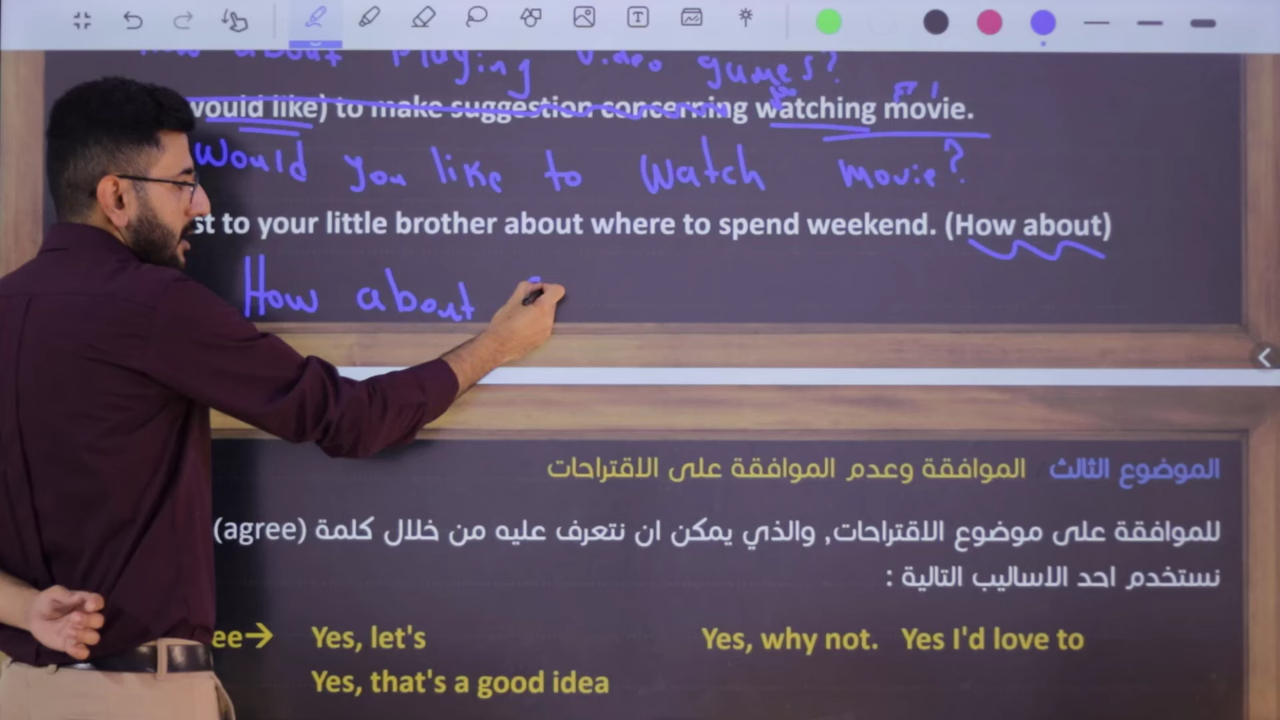 about playing video games?
would like) to make suggestion concerning watching movie.
Would you like to watch movie?
st to your little brother about where to spend weekend. (How about)
How about
الموضوع الثالث الموافقة وعدم الموافقة على الاقتراحات
للموافقة على موضوع الاقتراحات, والذي يمكن ان نتعرف عليه من خلال كلمة (agree)
نستخدم احد الاساليب التالية :
ee→ Yes, let's Yes, why not. Yes I'd love to
Yes, that's a good idea